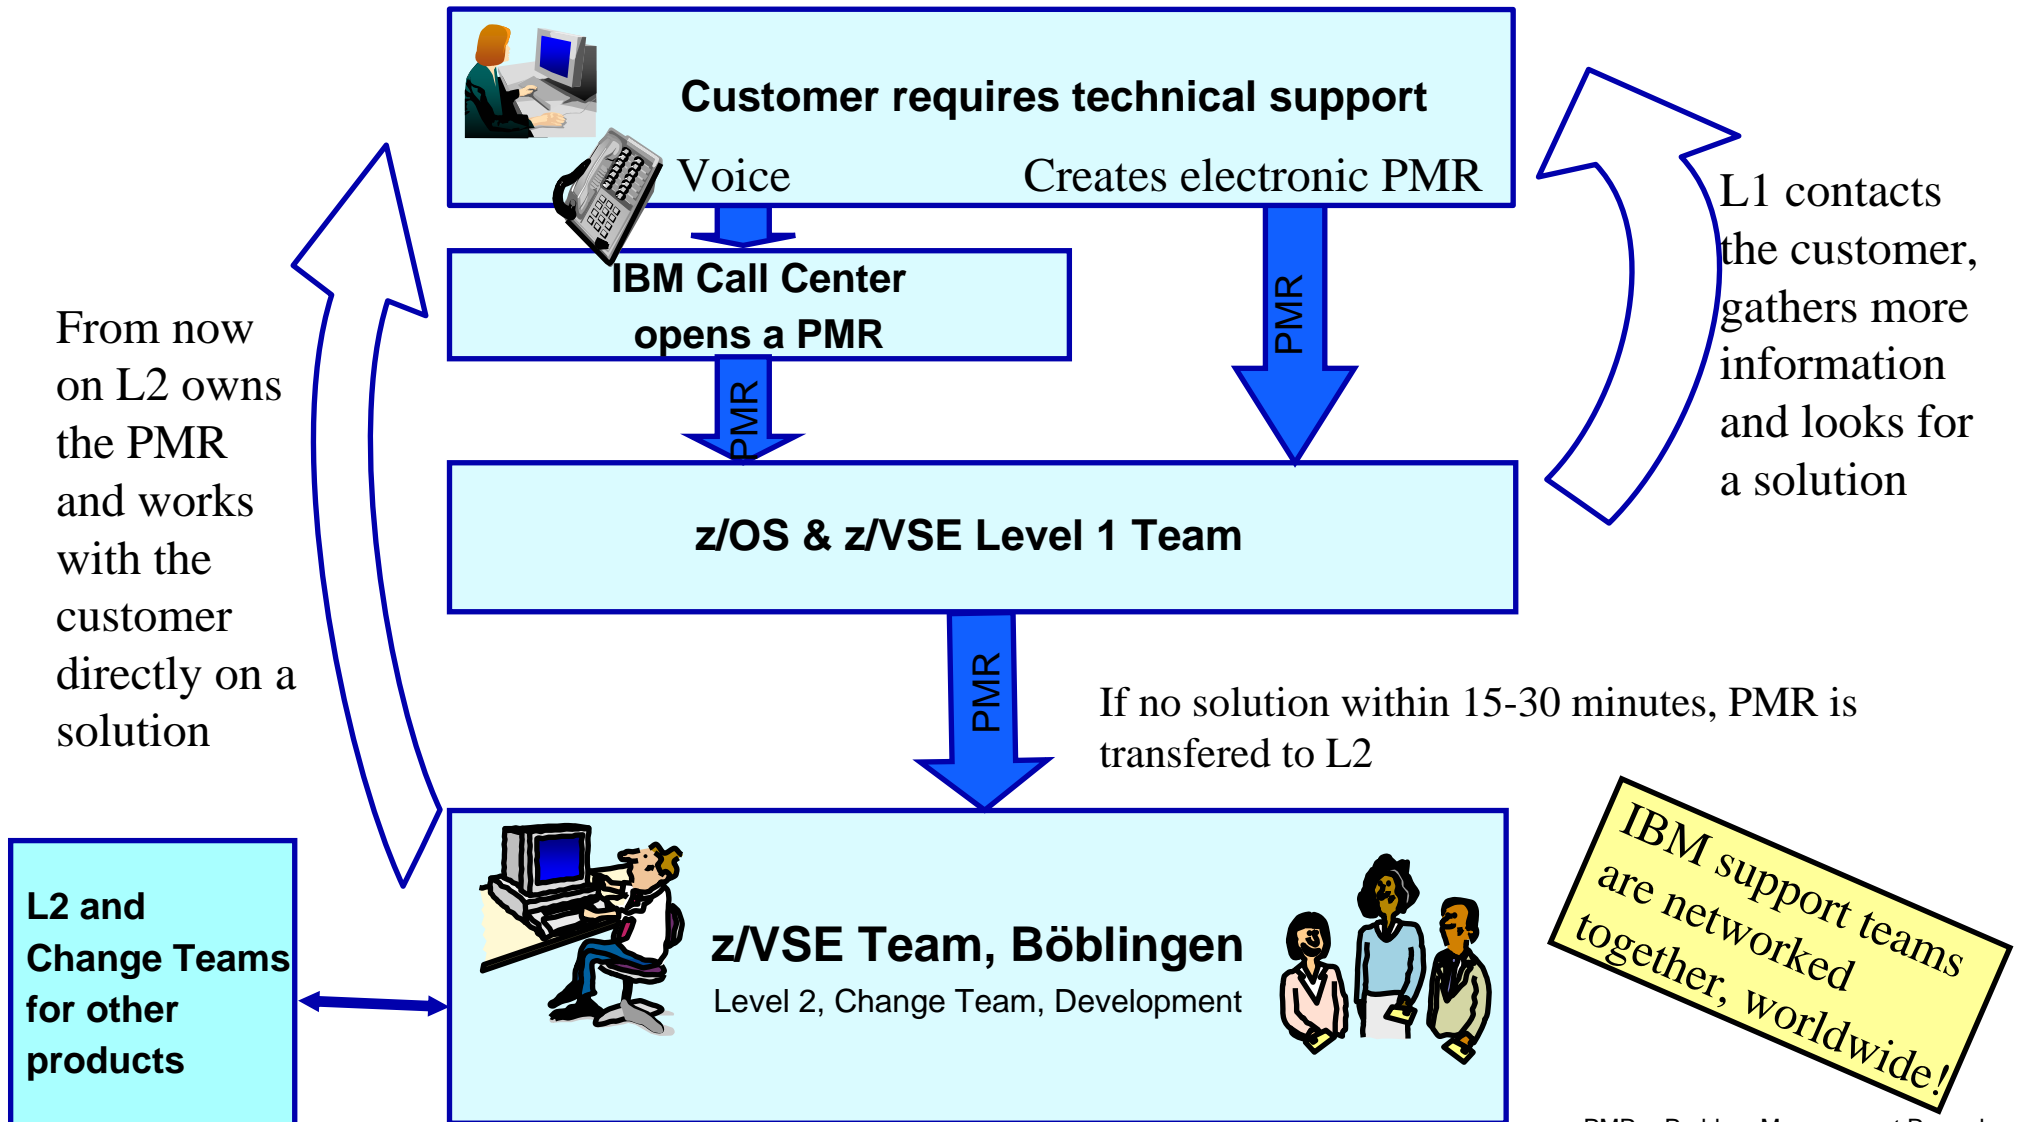 Customer requires technical support
Voice
Creates electronic PMR
IBM Call Center
opens a PMR
PMR
PMR
L1 contacts
the customer,
gathers more
information
and looks for
a solution
From now
on L2 owns
the PMR
and works
with the
customer
directly on a
solution
z/OS & z/VSE Level 1 Team
PMR
If no solution within 15-30 minutes, PMR is
transfered to L2
L2 and
Change Teams
for other
products
z/VSE Team, Böblingen
Level 2, Change Team, Development
IBM support teams
are networked
together, worldwide!